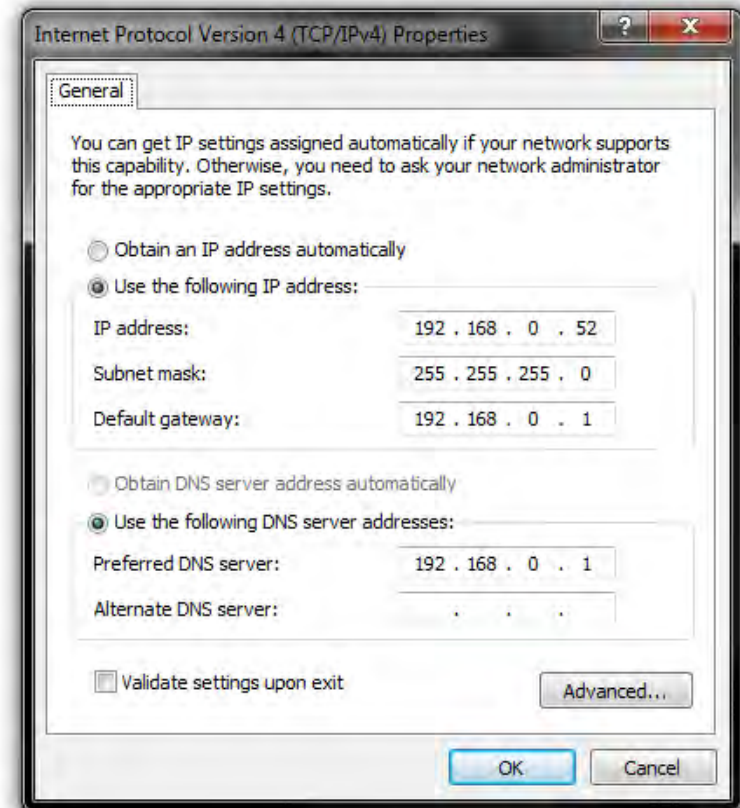 Internet Protocol Version 4 (TCP/IPv4) Properties
?
X
General
You can get IP settings assigned automatically if your network supports
this capability. Otherwise, you need to ask your network administrator
for the appropriate IP settings.
Obtain an IP address automatically
Use the following IP address:
IP address: 192 . 168 . 0 . 52
Subnet mask: 255 . 255 . 255 . 0
Default gateway: 192 . 168 . 0 . 1
Obtain DNS server address automatically
Use the following DNS server addresses:
Preferred DNS server: 192 . 168 . 0 . 1
Alternate DNS server: . . .
Validate settings upon exit
Advanced...
OK Cancel